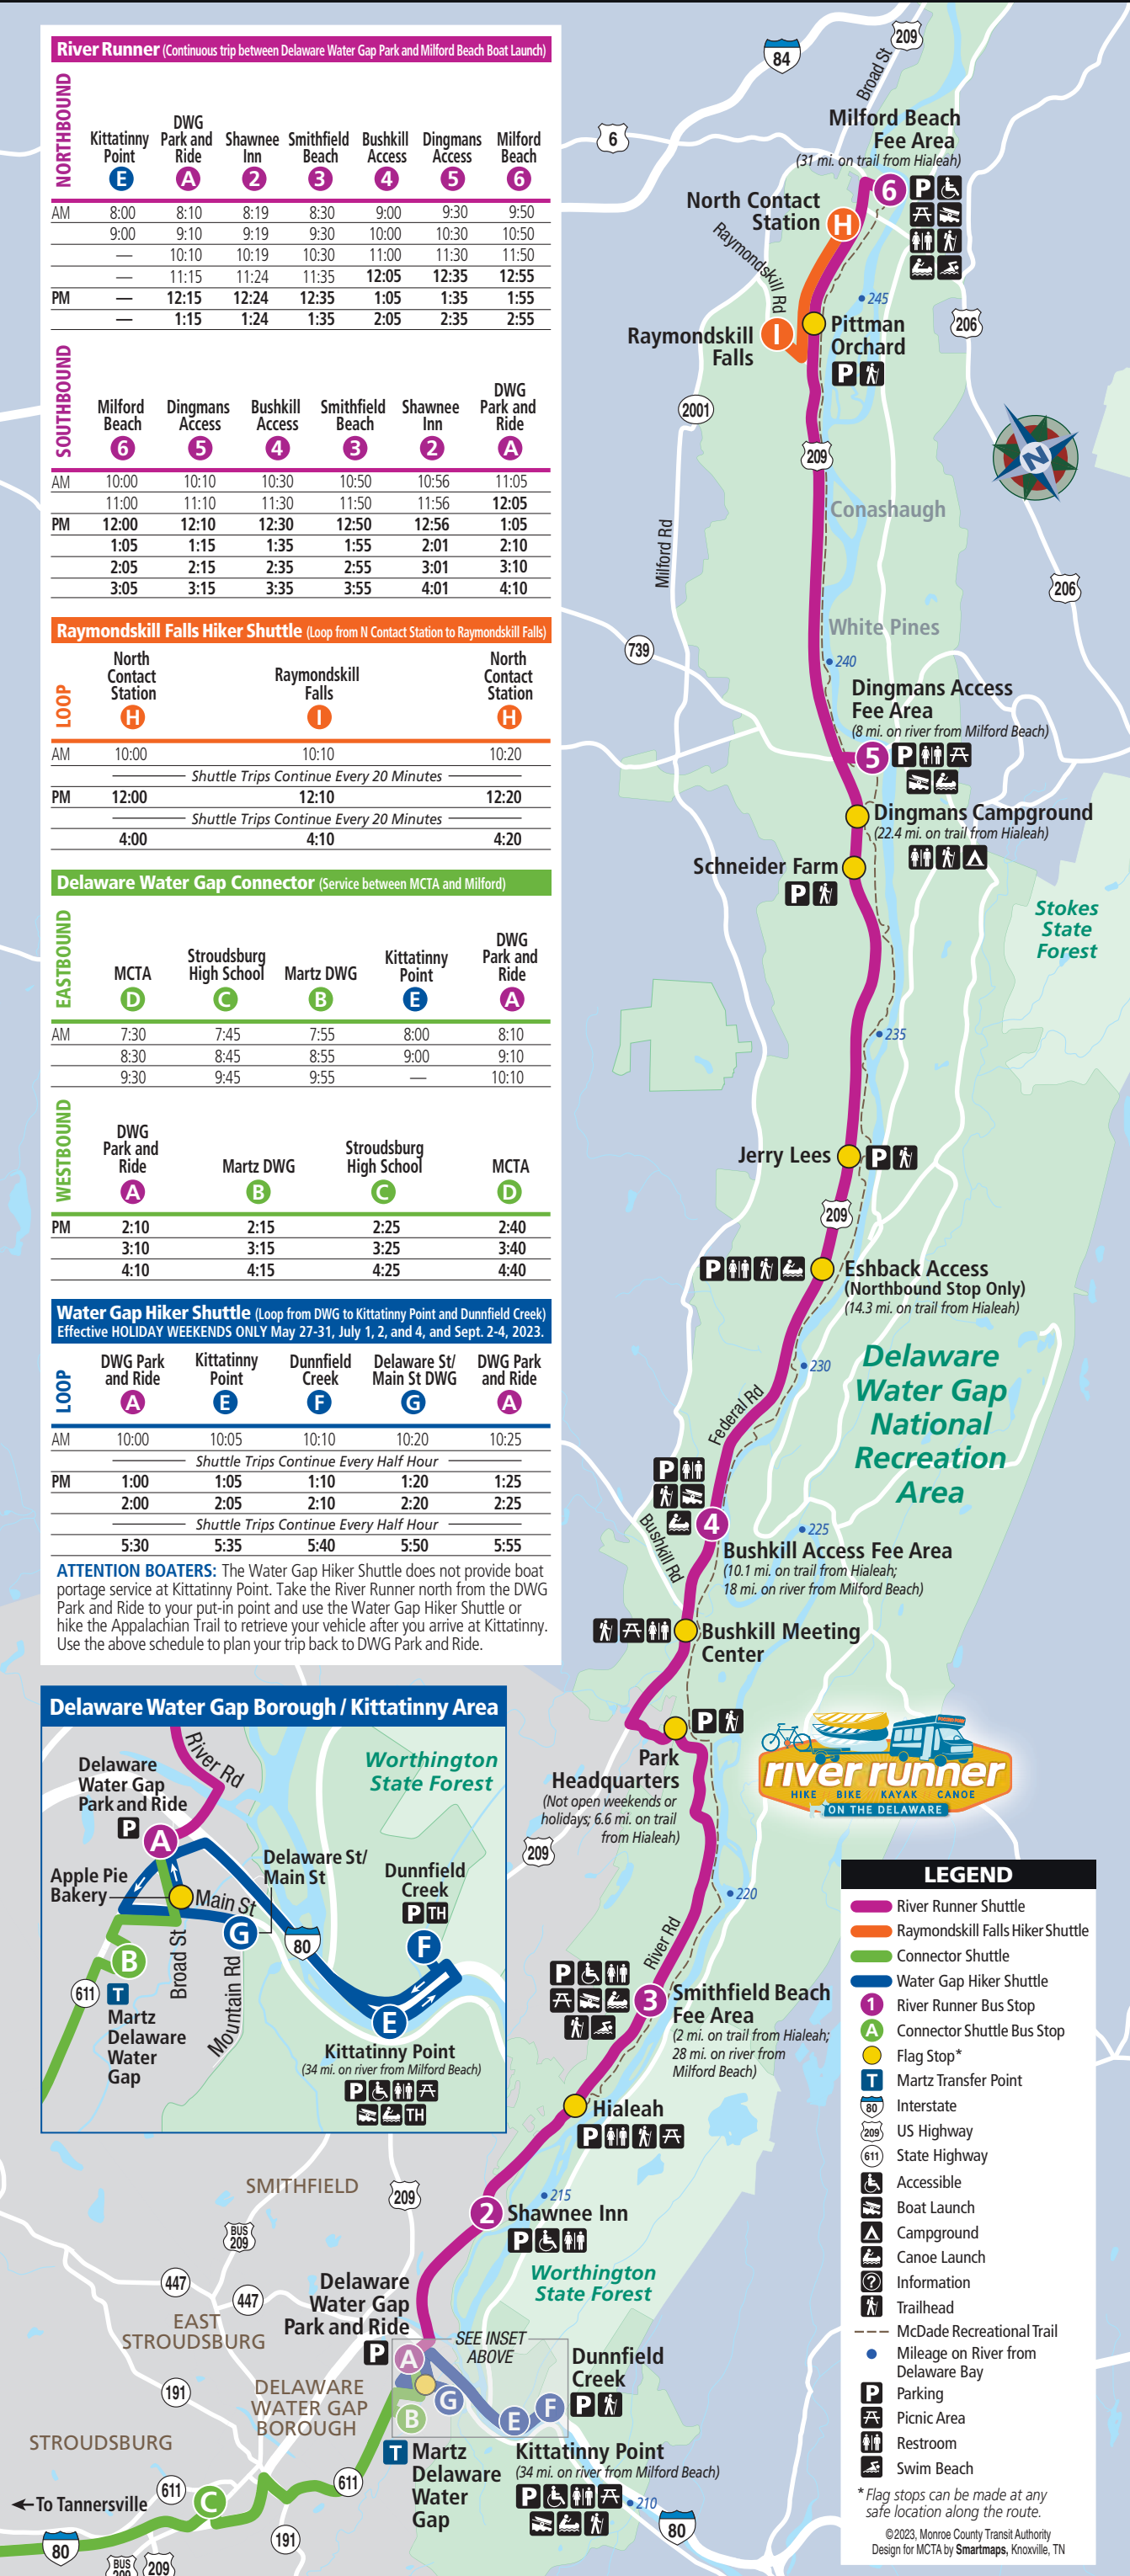 River Runner (Continuous trip between Delaware Water Gap Park and Milford Beach Boat Launch)
NORTHBOUND
Kittatinny Point E
DWG Park and Ride A
Shawnee Inn 2
Smithfield Beach 3
Bushkill Access 4
Dingmans Access 5
Milford Beach 6
AM 8:00 8:10 8:19 8:30 9:00 9:30 9:50
9:00 9:10 9:19 9:30 10:00 10:30 10:50
— 10:10 10:19 10:30 11:00 11:30 11:50
— 11:15 11:24 11:35 12:05 12:35 12:55
PM — 12:15 12:24 12:35 1:05 1:35 1:55
— 1:15 1:24 1:35 2:05 2:35 2:55
SOUTHBOUND
Milford Beach 6
Dingmans Access 5
Bushkill Access 4
Smithfield Beach 3
Shawnee Inn 2
DWG Park and Ride A
AM 10:00 10:10 10:30 10:50 10:56 11:05
11:00 11:10 11:30 11:50 11:56 12:05
PM 12:00 12:10 12:30 12:50 12:56 1:05
1:05 1:15 1:35 1:55 2:01 2:10
2:05 2:15 2:35 2:55 3:01 3:10
3:05 3:15 3:35 3:55 4:01 4:10
Raymondskill Falls Hiker Shuttle (Loop from N Contact Station to Raymondskill Falls)
LOOP
North Contact Station H
Raymondskill Falls I
North Contact Station H
AM 10:00 10:10 10:20
Shuttle Trips Continue Every 20 Minutes
PM 12:00 12:10 12:20
Shuttle Trips Continue Every 20 Minutes
4:00 4:10 4:20
Delaware Water Gap Connector (Service between MCTA and Milford)
EASTBOUND
MCTA D
Stroudsburg High School C
Martz DWG B
Kittatinny Point E
DWG Park and Ride A
AM 7:30 7:45 7:55 8:00 8:10
8:30 8:45 8:55 9:00 9:10
9:30 9:45 9:55 — 10:10
WESTBOUND
DWG Park and Ride A
Martz DWG B
Stroudsburg High School C
MCTA D
PM 2:10 2:15 2:25 2:40
3:10 3:15 3:25 3:40
4:10 4:15 4:25 4:40
Water Gap Hiker Shuttle (Loop from DWG to Kittatinny Point and Dunnfield Creek)
Effective HOLIDAY WEEKENDS ONLY May 27-31, July 1, 2, and 4, and Sept. 2-4, 2023.
LOOP
DWG Park and Ride A
Kittatinny Point E
Dunnfield Creek F
Delaware St/ Main St DWG G
DWG Park and Ride A
AM 10:00 10:05 10:10 10:20 10:25
Shuttle Trips Continue Every Half Hour
PM 1:00 1:05 1:10 1:20 1:25
2:00 2:05 2:10 2:20 2:25
Shuttle Trips Continue Every Half Hour
5:30 5:35 5:40 5:50 5:55
ATTENTION BOATERS: The Water Gap Hiker Shuttle does not provide boat
portage service at Kittatinny Point. Take the River Runner north from the DWG
Park and Ride to your put-in point and use the Water Gap Hiker Shuttle or
hike the Appalachian Trail to retrieve your vehicle after you arrive at Kittatinny.
Use the above schedule to plan your trip back to DWG Park and Ride.
Delaware Water Gap Borough / Kittatinny Area
River Rd
Worthington
State Forest
Delaware
Water Gap
Park and Ride
P
A
Apple Pie
Bakery
Delaware St/
Main St
Main St
G
Dunnfield
Creek
P TH
F
80
B
Broad St
Mountain Rd
611
T
Martz
Delaware
Water
Gap
E
Kittatinny Point
(34 mi. on river from Milford Beach)
P
TH
209
84
Broad St
6
Milford Beach
Fee Area
(31 mi. on trail from Hialeah)
6 P
North Contact
Station
H
Raymondskill Rd
245
206
Raymondskill
Falls
I
Pittman
Orchard
P
2001
N
209
Conashaugh
Milford Rd
206
White Pines
739
240
Dingmans Access
Fee Area
(8 mi. on river from Milford Beach)
5 P
Dingmans Campground
(22.4 mi. on trail from Hialeah)
Schneider Farm
P
Stokes
State
Forest
235
Jerry Lees
P
209
P
Eshback Access
(Northbound Stop Only)
(14.3 mi. on trail from Hialeah)
230
Delaware
Water Gap
National
Recreation
Area
Federal Rd
P
4
Bushkill Rd
225
Bushkill Access Fee Area
(10.1 mi. on trail from Hialeah;
18 mi. on river from Milford Beach)
Bushkill Meeting
Center
P
Park
Headquarters
(Not open weekends or
holidays; 6.6 mi. on trail
from Hialeah)
river runner
HIKE BIKE KAYAK CANOE
ON THE DELAWARE
209
220
River Rd
P
3
Smithfield Beach
Fee Area
(2 mi. on trail from Hialeah;
28 mi. on river from
Milford Beach)
Hialeah
P
SMITHFIELD
209
215
2
Shawnee Inn
P
BUS
209
447
447
Worthington
State Forest
EAST
STROUDSBURG
Delaware
Water Gap
Park and Ride
P
A
SEE INSET
ABOVE
Dunnfield
Creek
P
191
DELAWARE
WATER GAP
BOROUGH
G
B
E
F
STROUDSBURG
T
Martz
Delaware
Water
Gap
Kittatinny Point
(34 mi. on river from Milford Beach)
P
210
80
611
611
To Tannersville
C
191
80
BUS
209
209
LEGEND
River Runner Shuttle
Raymondskill Falls Hiker Shuttle
Connector Shuttle
Water Gap Hiker Shuttle
1 River Runner Bus Stop
A Connector Shuttle Bus Stop
Flag Stop*
T Martz Transfer Point
80 Interstate
209 US Highway
611 State Highway
Accessible
Boat Launch
Campground
Canoe Launch
? Information
Trailhead
McDade Recreational Trail
Mileage on River from
Delaware Bay
P Parking
Picnic Area
Restroom
Swim Beach
* Flag stops can be made at any
safe location along the route.
©2023, Monroe County Transit Authority
Design for MCTA by Smartmaps, Knoxville, TN